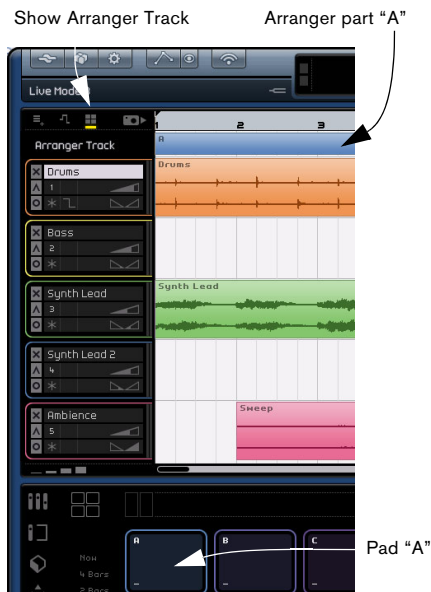 Show Arranger Track
Arranger part “A”
Live Mode
1 2 3
Arranger Track
A
Drums
Drums
1
Bass
2
Synth Lead
Synth Lead
3
Synth Lead 2
4
Ambience
Sweep
5
A
B
C
Pad “A”
Now
4 Bars
2 Bars